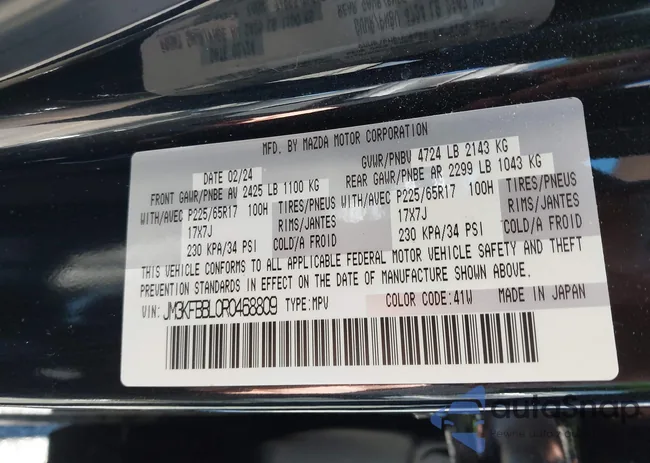 MFD. BY MAZDA MOTOR CORPORATION
DATE 02/24 GVWR/PNBV 4724 LB 2143 KG
FRONT GAWR/PNBE AV 2425 LB 1100 KG REAR GAWR/PNBE AR 2299 LB 1043 KG
WITH/AVEC P225/65R17 100H TIRES/PNEUS WITH/AVEC P225/65R17 100H TIRES/PNEUS
17X7J RIMS/JANTES 17X7J RIMS/JANTES
230 KPA/34 PSI COLD/A FROID 230 KPA/34 PSI COLD/A FROID
THIS VEHICLE CONFORMS TO ALL APPLICABLE FEDERAL MOTOR VEHICLE SAFETY AND THEFT
PREVENTION STANDARDS IN EFFECT ON THE DATE OF MANUFACTURE SHOWN ABOVE.
VIN: JM3KFBBL0R0468809 TYPE:MPV COLOR CODE:41W MADE IN JAPAN
autaSnap